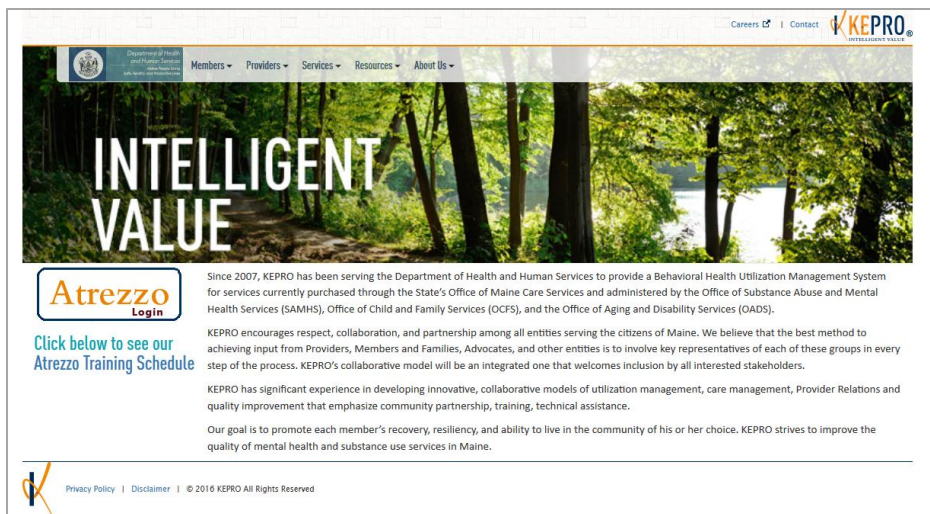 Careers | Contact KEPRO®
INTELLIGENT VALUE
Department of Health
and Human Services
Maine People Living
Safe, Healthy and Productive Lives
Members Providers Services Resources About Us
INTELLIGENT
VALUE
Atrezzo
Login
Click below to see our
Atrezzo Training Schedule
Since 2007, KEPRO has been serving the Department of Health and Human Services to provide a Behavioral Health Utilization Management System
for services currently purchased through the State's Office of Maine Care Services and administered by the Office of Substance Abuse and Mental
Health Services (SAMHS), Office of Child and Family Services (OCFS), and the Office of Aging and Disability Services (OADS).
KEPRO encourages respect, collaboration, and partnership among all entities serving the citizens of Maine. We believe that the best method to
achieving input from Providers, Members and Families, Advocates, and other entities is to involve key representatives of each of these groups in every
step of the process. KEPRO's collaborative model will be an integrated one that welcomes inclusion by all interested stakeholders.
KEPRO has significant experience in developing innovative, collaborative models of utilization management, care management, Provider Relations and
quality improvement that emphasize community partnership, training, technical assistance.
Our goal is to promote each member's recovery, resiliency, and ability to live in the community of his or her choice. KEPRO strives to improve the
quality of mental health and substance use services in Maine.
Privacy Policy | Disclaimer | © 2016 KEPRO All Rights Reserved